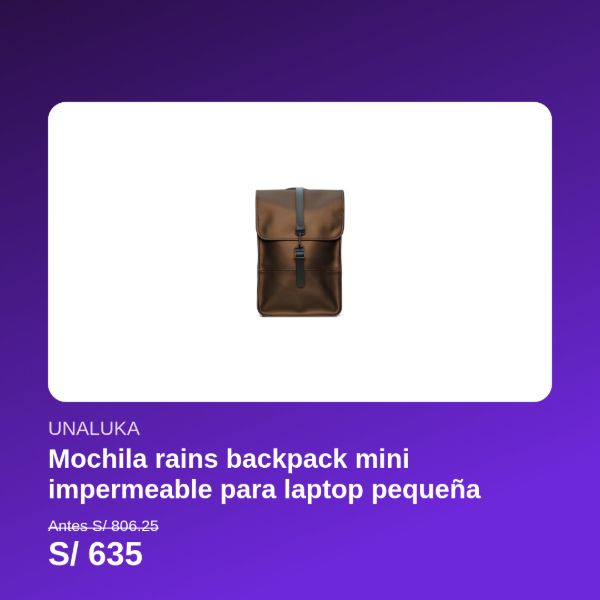 UNALUKA
Mochila rains backpack mini
impermeable para laptop pequeña
Antes S/ 806.25
S/ 635